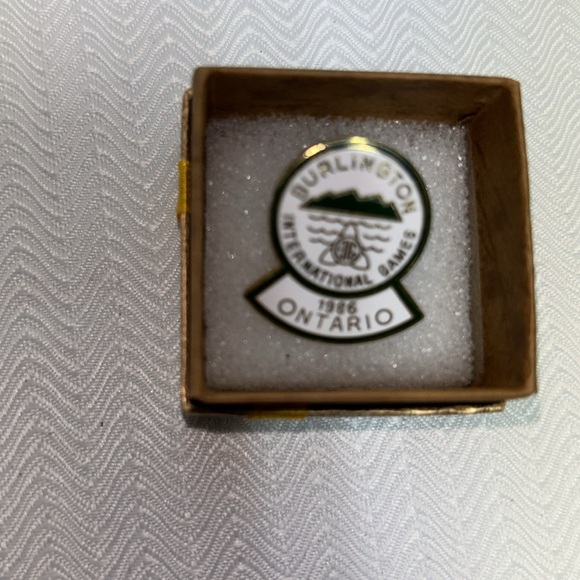 BURLINGTON
INTERNATIONAL GAMES
1986
ONTARIO